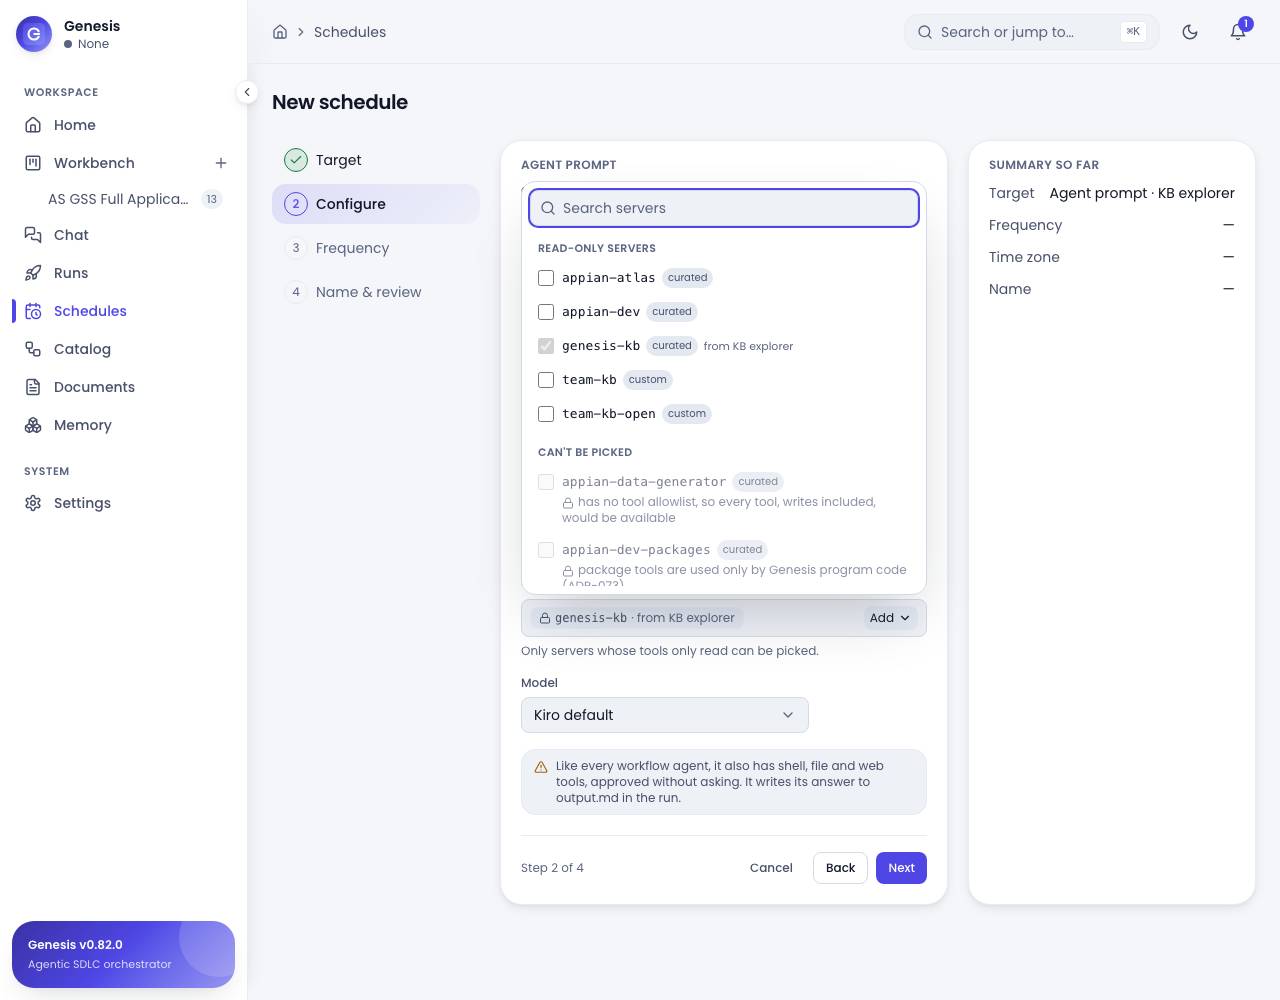 Genesis
None
WORKSPACE
Home
Workbench
AS GSS Full Applica...
13
Chat
Runs
Schedules
Catalog
Documents
Memory
SYSTEM
Settings
Genesis v0.82.0
Agentic SDLC orchestrator
Schedules
Search or jump to...
⌘K
1
New schedule
Target
2 Configure
3 Frequency
4 Name & review
AGENT PROMPT
Search servers
READ-ONLY SERVERS
appian-atlas curated
appian-dev curated
genesis-kb curated from KB explorer
team-kb custom
team-kb-open custom
CAN'T BE PICKED
appian-data-generator curated
has no tool allowlist, so every tool, writes included,
would be available
appian-dev-packages curated
package tools are used only by Genesis program code
(ADR-073)
genesis-kb · from KB explorer
Add
Only servers whose tools only read can be picked.
Model
Kiro default
Like every workflow agent, it also has shell, file and web
tools, approved without asking. It writes its answer to
output.md in the run.
Step 2 of 4
Cancel
Back
Next
SUMMARY SO FAR
Target Agent prompt · KB explorer
Frequency —
Time zone —
Name —